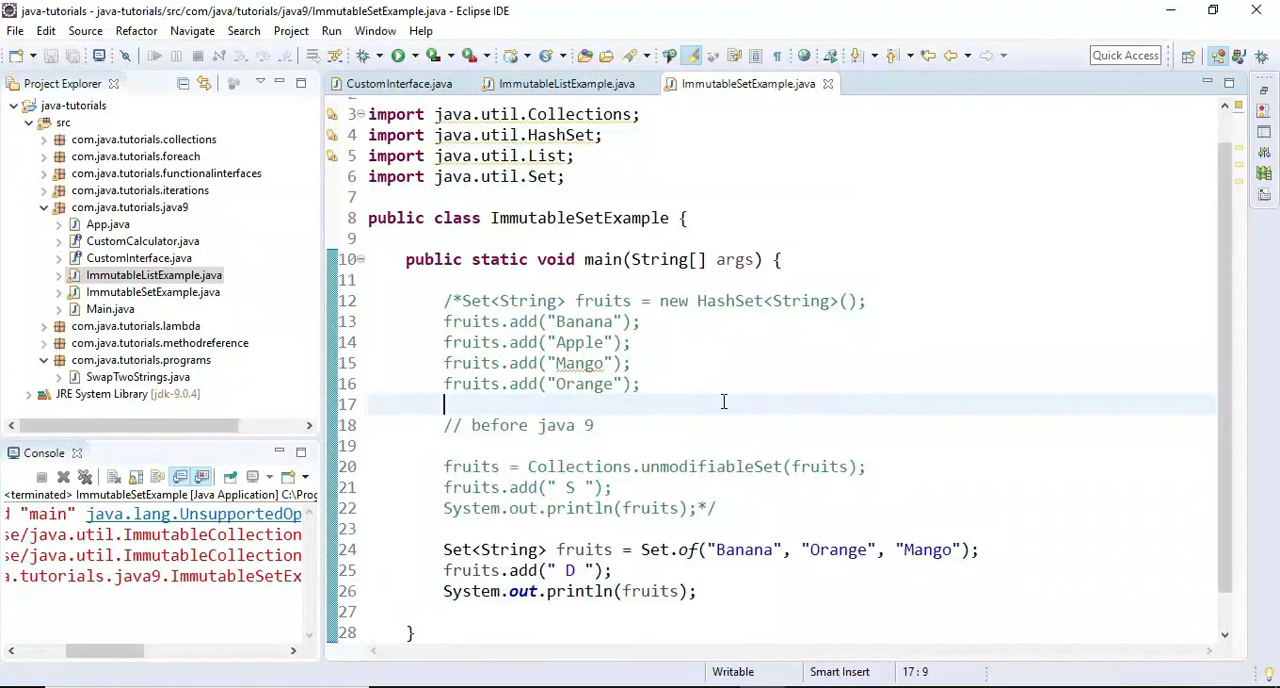 java-tutorials - java-tutorials/src/com/java/tutorials/java9/ImmutableSetExample.java - Eclipse IDE
File Edit Source Refactor Navigate Search Project Run Window Help
Quick Access
Project Explorer
java-tutorials
src
com.java.tutorials.collections
com.java.tutorials.foreach
com.java.tutorials.functionalinterfaces
com.java.tutorials.iterations
com.java.tutorials.java9
App.java
CustomCalculator.java
CustomInterface.java
ImmutableListExample.java
ImmutableSetExample.java
Main.java
com.java.tutorials.lambda
com.java.tutorials.methodreference
com.java.tutorials.programs
SwapTwoStrings.java
JRE System Library [jdk-9.0.4]
Console
<terminated> ImmutableSetExample [Java Application] C:\Prog
d "main" java.lang.UnsupportedOp
se/java.util.ImmutableCollection
se/java.util.ImmutableCollection
a.tutorials.java9.ImmutableSetEx
CustomInterface.java ImmutableListExample.java ImmutableSetExample.java
3 import java.util.Collections;
4 import java.util.HashSet;
5 import java.util.List;
6 import java.util.Set;
7
8 public class ImmutableSetExample {
9
10 public static void main(String[] args) {
11
12 /*Set<String> fruits = new HashSet<String>();
13 fruits.add("Banana");
14 fruits.add("Apple");
15 fruits.add("Mango");
16 fruits.add("Orange");
17
18 // before java 9
19
20 fruits = Collections.unmodifiableSet(fruits);
21 fruits.add(" S ");
22 System.out.println(fruits);*/
23
24 Set<String> fruits = Set.of("Banana", "Orange", "Mango");
25 fruits.add(" D ");
26 System.out.println(fruits);
27
28 }
Writable Smart Insert 17:9